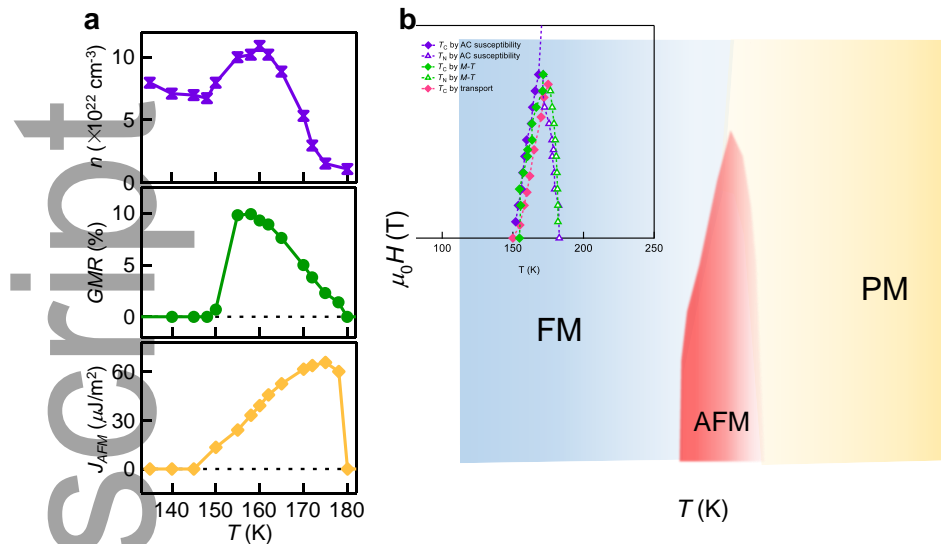 a
n (×10²² cm⁻³)
10
5
0
GMR (%)
10
5
0
J_AFM (μJ/m²)
60
30
0
140 150 160 170 180
T (K)
script
b
T_C by AC susceptibility
T_N by AC susceptibility
T_C by M-T
T_N by M-T
T_C by transport
100 150 200 250
T (K)
μ₀H (T)
FM
AFM
PM
T (K)